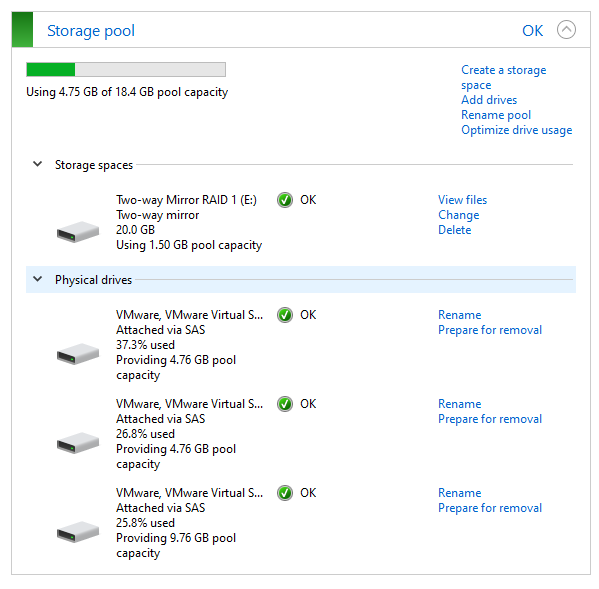 Storage pool
OK
Using 4.75 GB of 18.4 GB pool capacity
Create a storage
space
Add drives
Rename pool
Optimize drive usage
Storage spaces
Two-way Mirror RAID 1 (E:)
OK
View files
Two-way mirror
Change
20.0 GB
Delete
Using 1.50 GB pool capacity
Physical drives
VMware, VMware Virtual S...
OK
Rename
Attached via SAS
Prepare for removal
37.3% used
Providing 4.76 GB pool
capacity
VMware, VMware Virtual S...
OK
Rename
Attached via SAS
Prepare for removal
26.8% used
Providing 4.76 GB pool
capacity
VMware, VMware Virtual S...
OK
Rename
Attached via SAS
Prepare for removal
25.8% used
Providing 9.76 GB pool
capacity